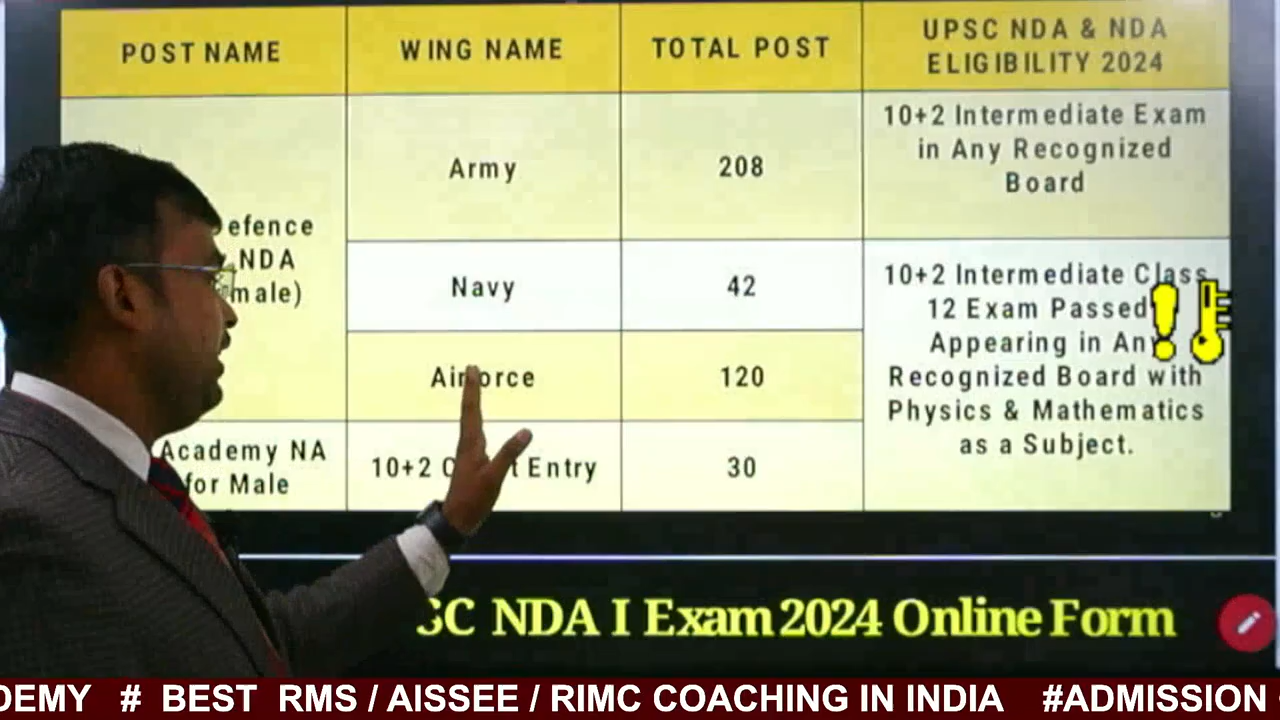 POST NAME
WING NAME
TOTAL POST
UPSC NDA & NDA
ELIGIBILITY 2024
efence
NDA
male)
Army
208
10+2 Intermediate Exam
in Any Recognized
Board
Navy
42
10+2 Intermediate Class
12 Exam Passed
Appearing in Any
Recognized Board with
Physics & Mathematics
as a Subject.
Airforce
120
Academy NA
for Male
10+2 Entry
30
SC NDA I Exam 2024 Online Form
DEMY # BEST RMS / AISSEE / RIMC COACHING IN INDIA #ADMISSION